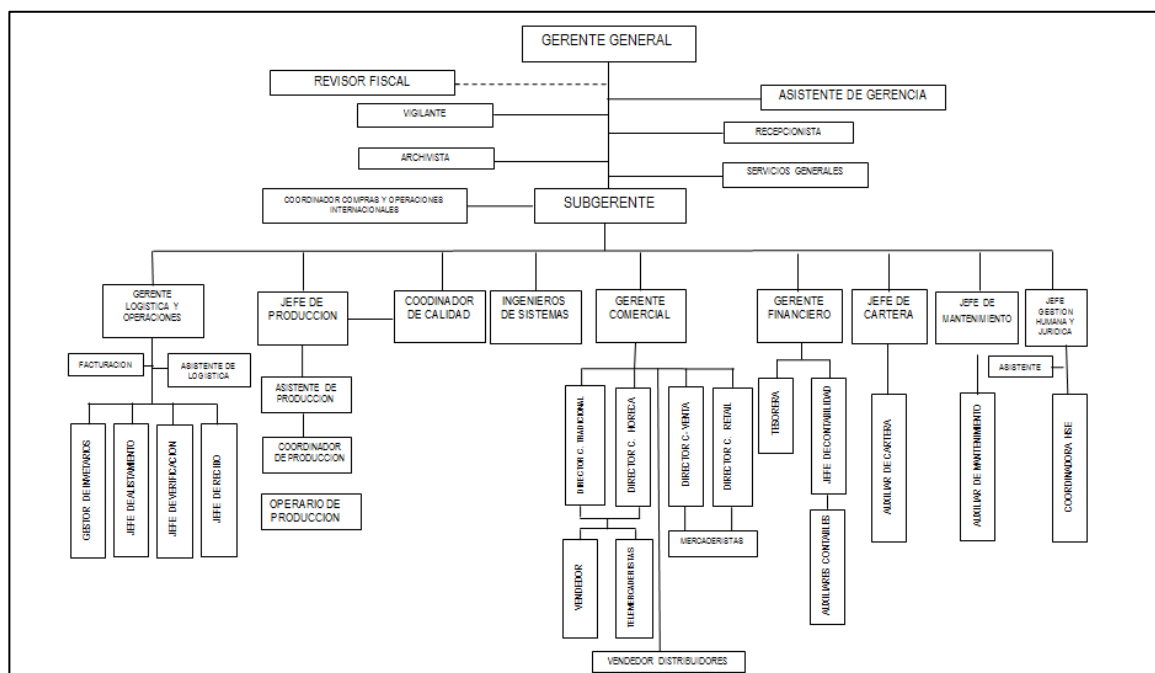 GERENTE GENERAL
REVISOR FISCAL
ASISTENTE DE GERENCIA
VIGILANTE
RECEPCIONISTA
ARCHIVISTA
SERVICIOS GENERALES
COORDINADOR COMPRAS Y OPERACIONES
INTERNACIONALES
SUBGERENTE
GERENTE
LOGISTICA Y
OPERACIONES
JEFE DE
PRODUCCION
COODINADOR
DE CALIDAD
INGENIEROS
DE SISTEMAS
GERENTE
COMERCIAL
GERENTE
FINANCIERO
JEFE DE
CARTERA
JEFE DE
MANTENIMIENTO
JEFE
GESTION
HUMANA Y
JURIDICA
FACTURACION
ASISTENTE DE
LOGISTICA
ASISTENTE
ASISTENTE DE
PRODUCCION
COORDINADOR
DE PRODUCCION
OPERARIO DE
PRODUCCION
GESTOR DE INVETARIOS
JEFE DE ALISTAMIENTO
JEFE DE VERIFICACION
JEFE DE RECIBO
DIRECTOR C. TRADICIONAL
DIRECTOR C. HORECA
DIRECTOR C- VENTA
DIRECTOR C. RETAIL
TESORERA
JEFE DE CONTABILIDAD
AUXILIAR DE CARTERA
AUXILIAR DE MANTENIMIENTO
COORDINADORA HSE
MERCADERISTAS
VENDEDOR
TELEMERCADERISTAS
AUXILIARES CONTABLES
VENDEDOR DISTRIBUIDORES